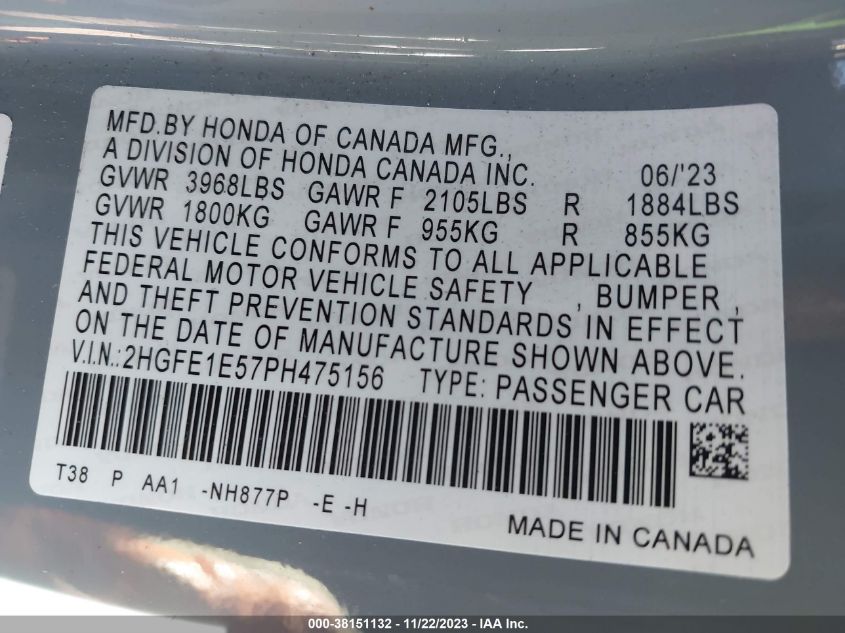 MFD.BY HONDA OF CANADA MFG.,
A DIVISION OF HONDA CANADA INC. 06/'23
GVWR 3968LBS GAWR F 2105LBS R 1884LBS
GVWR 1800KG GAWR F 955KG R 855KG
THIS VEHICLE CONFORMS TO ALL APPLICABLE
FEDERAL MOTOR VEHICLE SAFETY , BUMPER ,
AND THEFT PREVENTION STANDARDS IN EFFECT
ON THE DATE OF MANUFACTURE SHOWN ABOVE.
V.I.N.:2HGFE1E57PH475156 TYPE: PASSENGER CAR
T38 P AA1 -NH877P -E -H
MADE IN CANADA
000-38151132 - 11/22/2023 - IAA Inc.